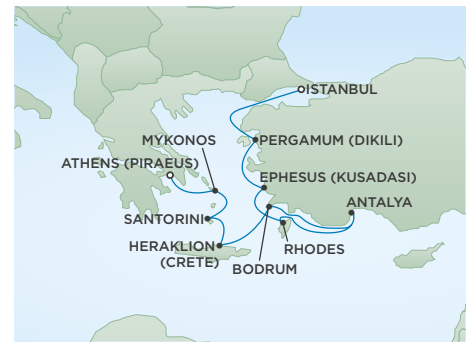 ISTANBUL
MYKONOS
PERGAMUM (DIKILI)
ATHENS (PIRAEUS)
EPHESUS (KUSADASI)
ANTALYA
SANTORINI
HERAKLION
(CRETE)
RHODES
BODRUM